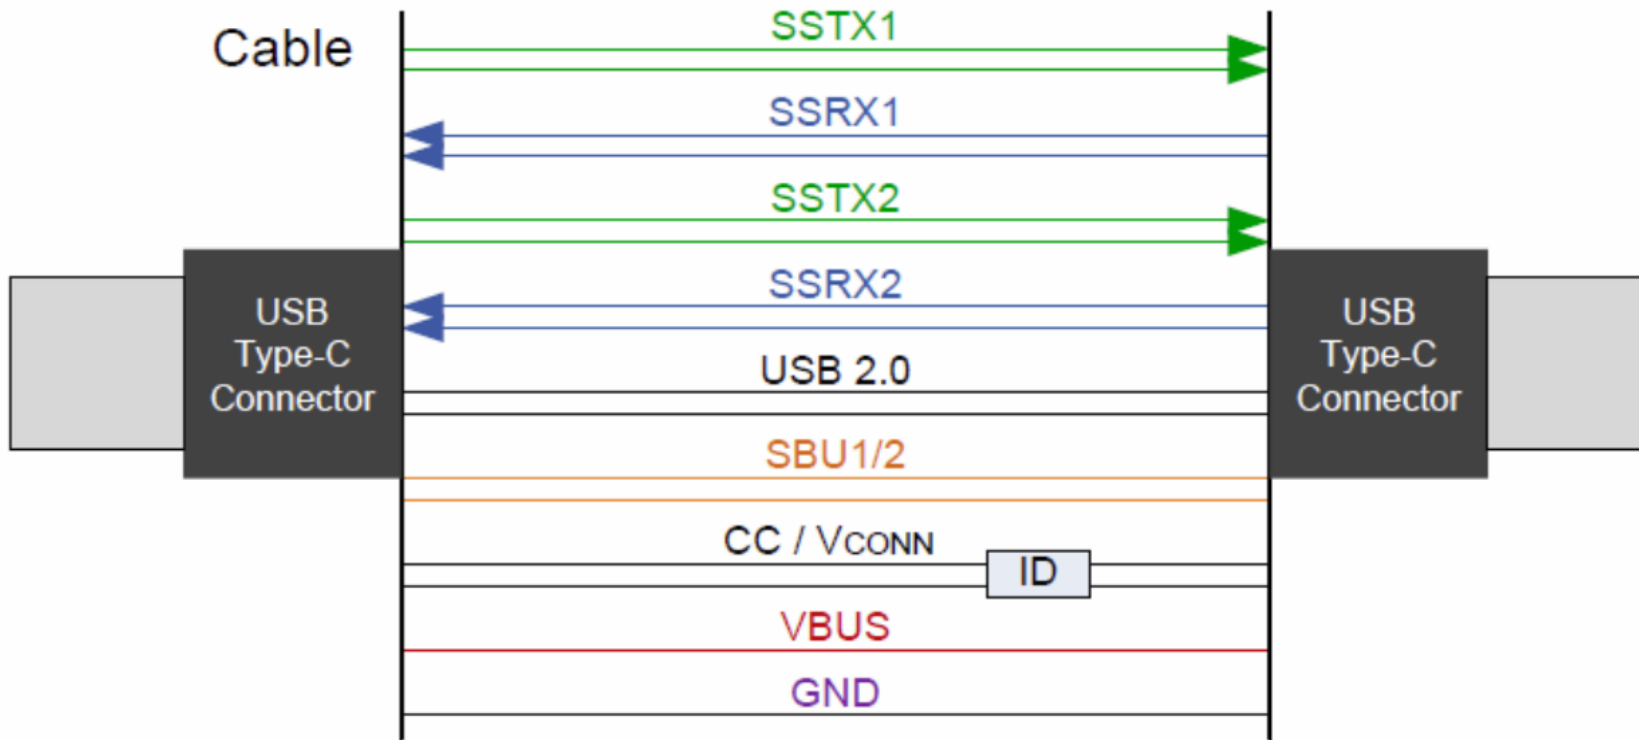 Cable
SSTX1
SSRX1
SSTX2
SSRX2
USB
Type-C
Connector
USB
Type-C
Connector
USB 2.0
SBU1/2
CC / VCONN
ID
VBUS
GND